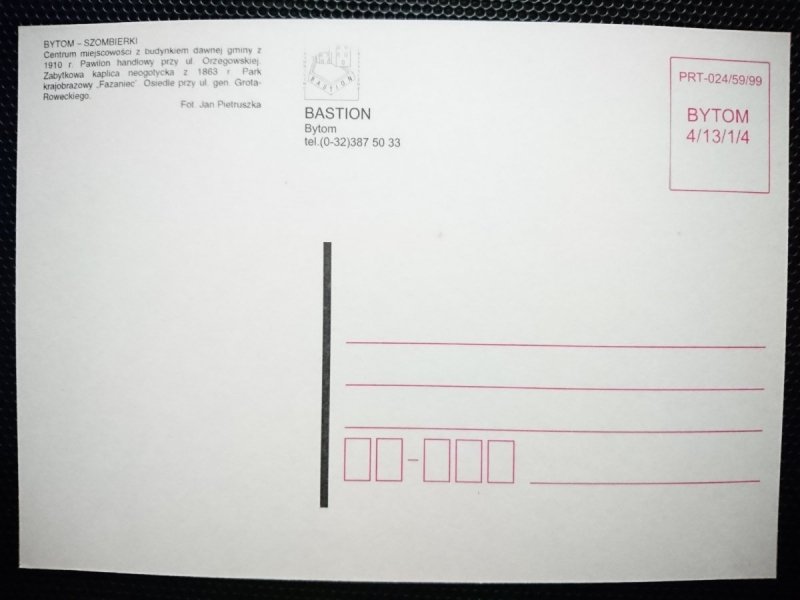 BYTOM – SZOMBIERKI
Centrum miejscowości z budynkiem dawnej gminy z
1910 r. Pawilon handlowy przy ul. Orzegowskiej.
Zabytkowa kaplica neogotycka z 1863 r Park
krajobrazowy „Fazaniec" Osiedle przy ul. gen. Grota-
Roweckiego.
Fot. Jan Pietruszka
BASTION
BASTION
Bytom
tel.(0-32)387 50 33
PRT-024/59/99
BYTOM
4/13/1/4